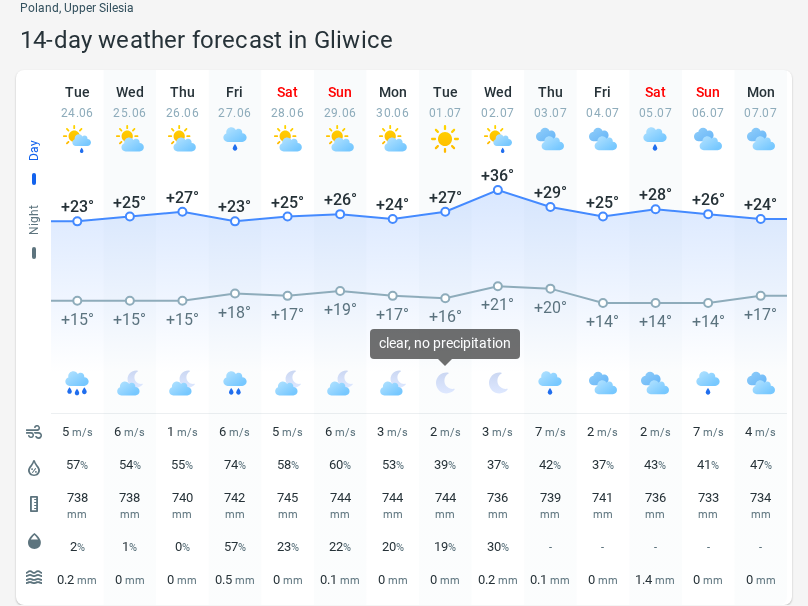 Poland, Upper Silesia
14-day weather forecast in Gliwice
Tue Wed Thu Fri Sat Sun Mon Tue Wed Thu Fri Sat Sun Mon
24.06 25.06 26.06 27.06 28.06 29.06 30.06 01.07 02.07 03.07 04.07 05.07 06.07 07.07
Day
Night
+23° +25° +27° +23° +25° +26° +24° +27° +36° +29° +25° +28° +26° +24°
+15° +15° +15° +18° +17° +19° +17° +16° +21° +20° +14° +14° +14° +17°
clear, no precipitation
5 m/s 6 m/s 1 m/s 6 m/s 5 m/s 6 m/s 3 m/s 2 m/s 3 m/s 7 m/s 2 m/s 2 m/s 7 m/s 4 m/s
57% 54% 55% 74% 58% 60% 53% 39% 37% 42% 37% 43% 41% 47%
738 738 740 742 745 744 744 744 736 739 741 736 733 734
mm mm mm mm mm mm mm mm mm mm mm mm mm mm
2% 1% 0% 57% 23% 22% 20% 19% 30% - - - - -
0.2 mm 0 mm 0 mm 0.5 mm 0 mm 0.1 mm 0 mm 0 mm 0.2 mm 0.1 mm 0 mm 1.4 mm 0 mm 0 mm